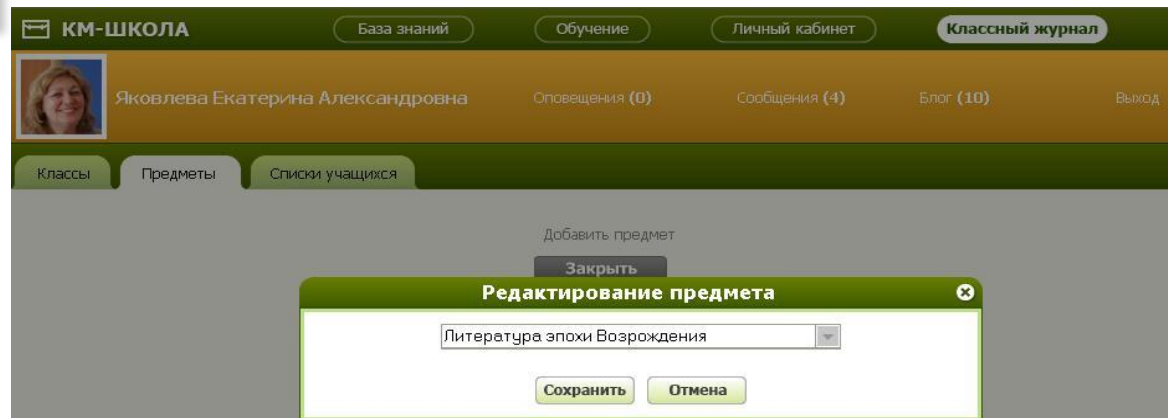 КМ-ШКОЛА База знаний Обучение Личный кабинет Классный журнал
Яковлева Екатерина Александровна Оповещения (0) Сообщения (4) Блог (10) Выход
Классы Предметы Списки учащихся
Добавить предмет
Закрыть
Редактирование предмета
Литература эпохи Возрождения
Сохранить Отмена